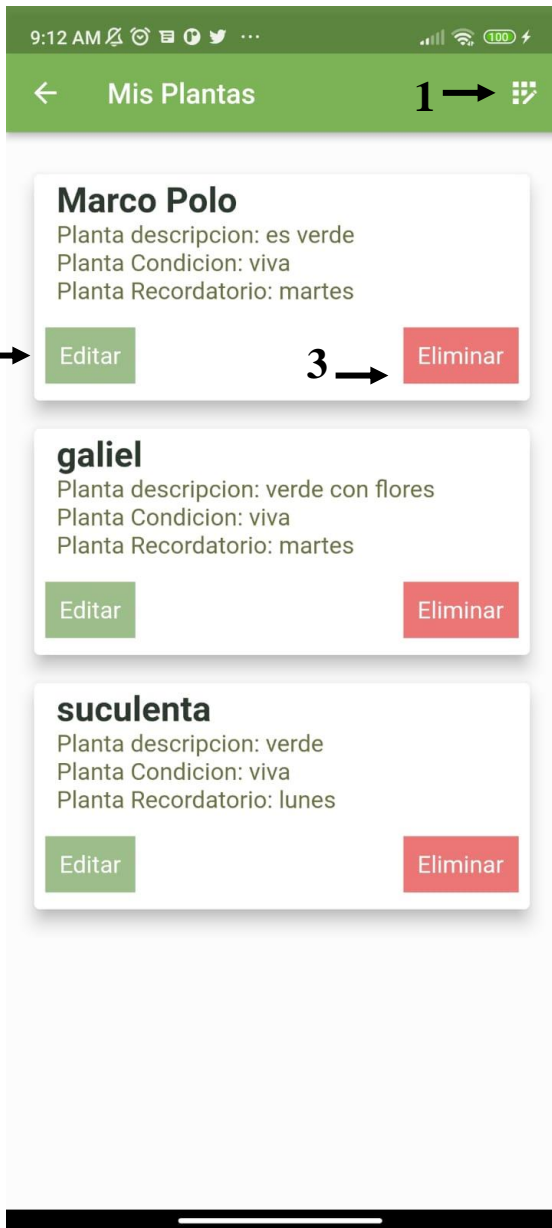 9:12 AM ...
100
Mis Plantas
1
Marco Polo
Planta descripcion: es verde
Planta Condicion: viva
Planta Recordatorio: martes
Editar
3
Eliminar
galiel
Planta descripcion: verde con flores
Planta Condicion: viva
Planta Recordatorio: martes
Editar
Eliminar
suculenta
Planta descripcion: verde
Planta Condicion: viva
Planta Recordatorio: lunes
Editar
Eliminar